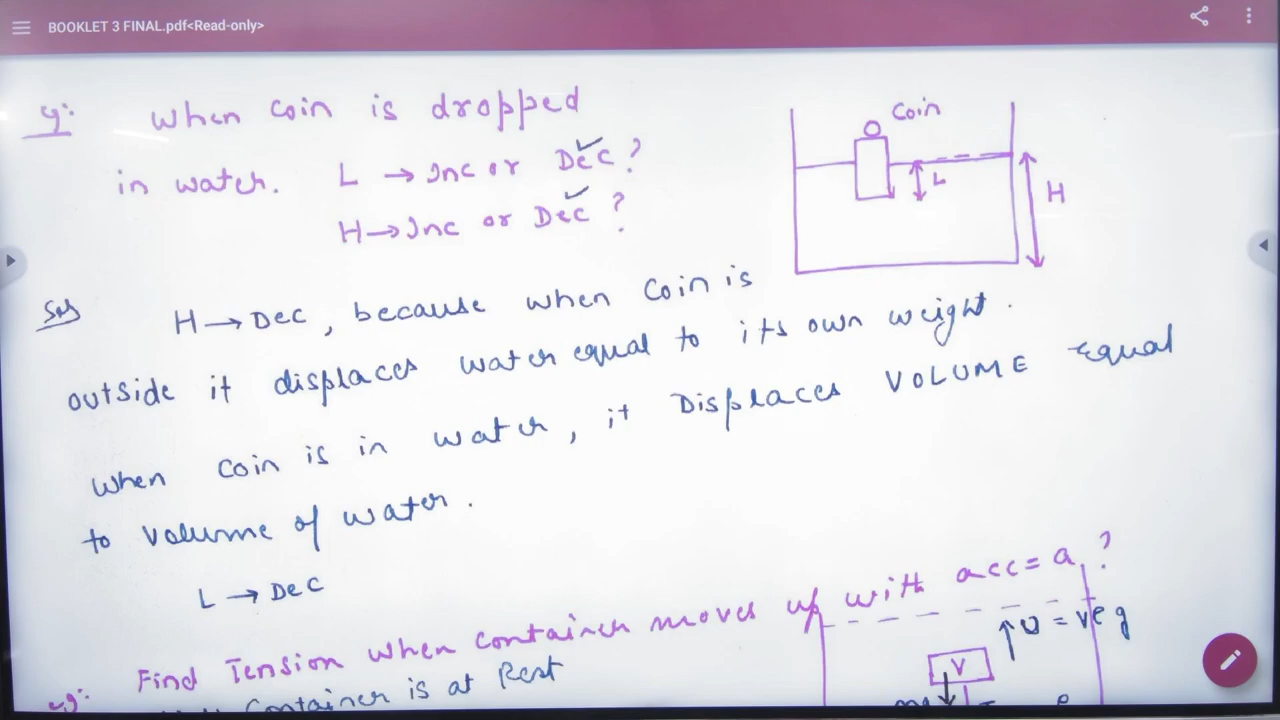 BOOKLET 3 FINAL.pdf<Read-only>
eg: When Coin is dropped
in water. L → Inc or Dec ?
H → Inc or Dec ?
Coin
L
H
Sol H → Dec, because when Coin is
outside it displaces water equal to its own weight.
When Coin is in water, it Displaces VOLUME equal
to Volume of water.
L → Dec
eg: Find Tension when container moves up with acc = a, ?
Container is at Rest
V